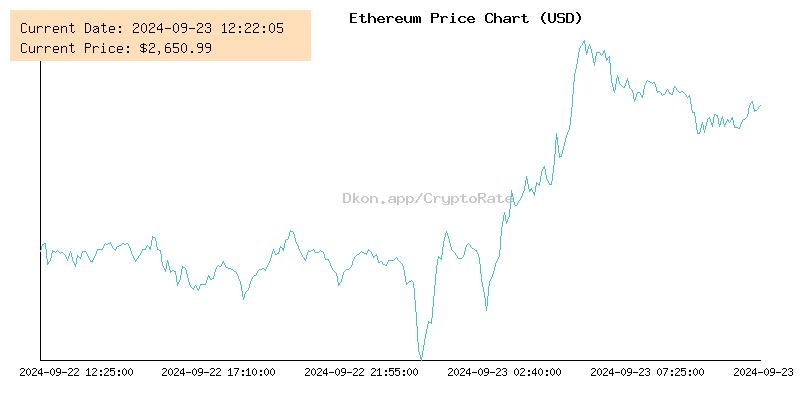 Ethereum Price Chart (USD)
Current Date: 2024-09-23 12:22:05
Current Price: $2,650.99
Dkon.app/CryptoRate
2024-09-22 12:25:00
2024-09-22 17:10:00
2024-09-22 21:55:00
2024-09-23 02:40:00
2024-09-23 07:25:00
2024-09-23